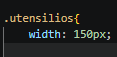 .utensilios{
    width: 150px;